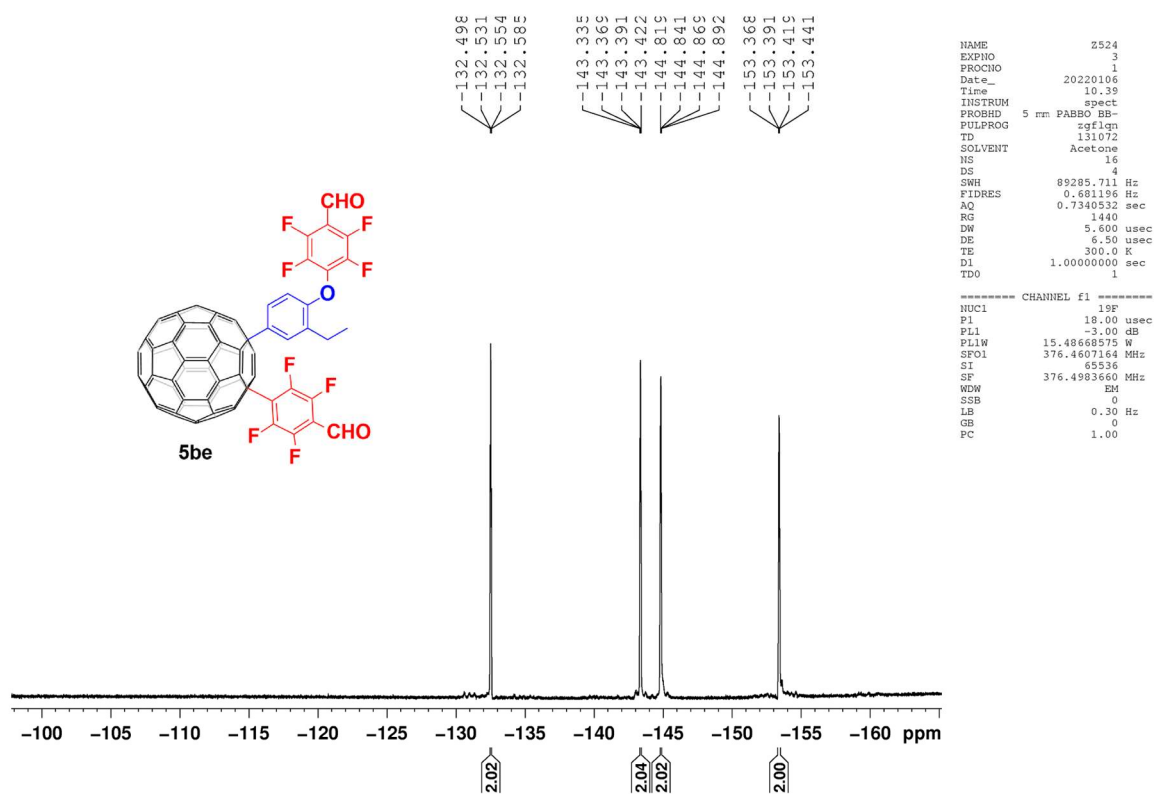 -132.498
-132.531
-132.554
-132.585
-143.335
-143.369
-143.391
-143.422
-144.819
-144.841
-144.869
-144.892
-153.368
-153.391
-153.419
-153.441
NAME Z524
EXPNO 3
PROCNO 1
Date_ 20220106
Time 10.39
INSTRUM spect
PROBHD 5 mm PABBO BB-
PULPROG zgflqn
TD 131072
SOLVENT Acetone
NS 16
DS 4
SWH 89285.711 Hz
FIDRES 0.681196 Hz
AQ 0.7340532 sec
RG 1440
DW 5.600 usec
DE 6.50 usec
TE 300.0 K
D1 1.00000000 sec
TD0 1
======== CHANNEL f1 ========
NUC1 19F
P1 18.00 usec
PL1 -3.00 dB
PL1W 15.48668575 W
SFO1 376.4607164 MHz
SI 65536
SF 376.4983660 MHz
WDW EM
SSB 0
LB 0.30 Hz
GB 0
PC 1.00
CHO
F F
F F
O
F F
F F CHO
5be
-100 -105 -110 -115 -120 -125 -130 -135 -140 -145 -150 -155 -160 ppm
2.02 2.04 2.02 2.00